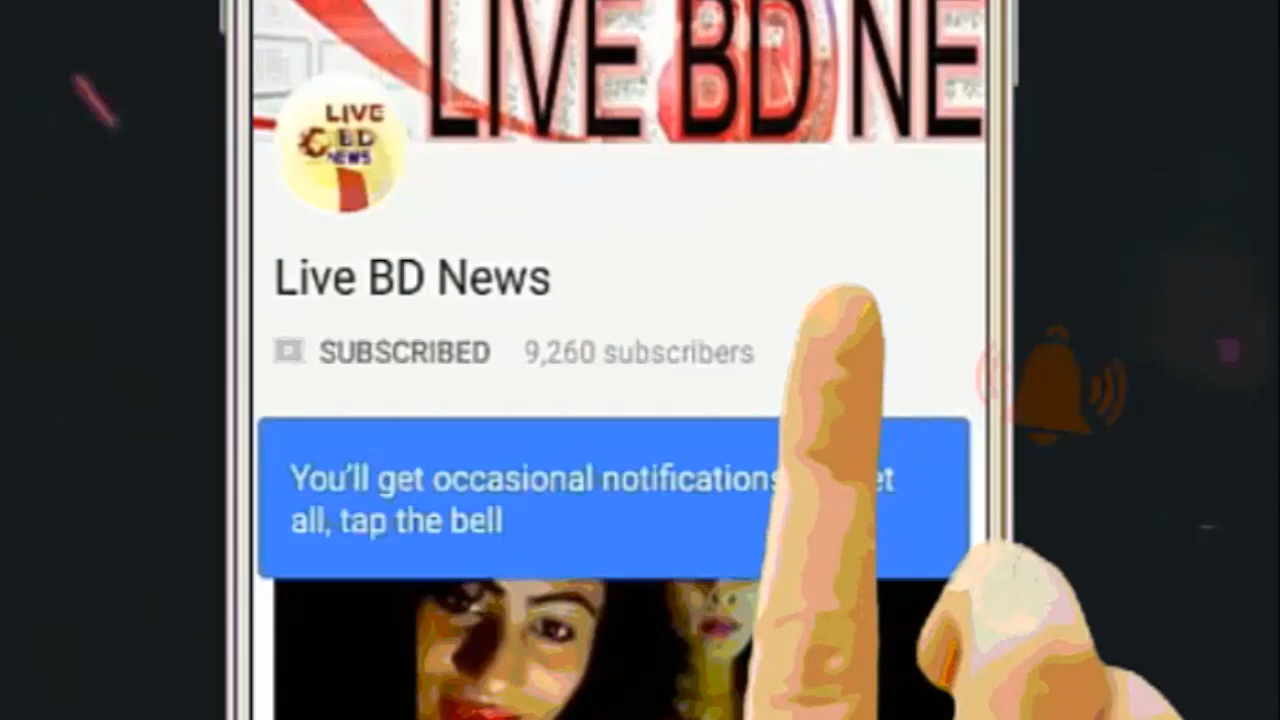 LIVE BD NE
LIVE
BD
NEWS
Live BD News
SUBSCRIBED 9,260 subscribers
You'll get occasional notifications et
all, tap the bell